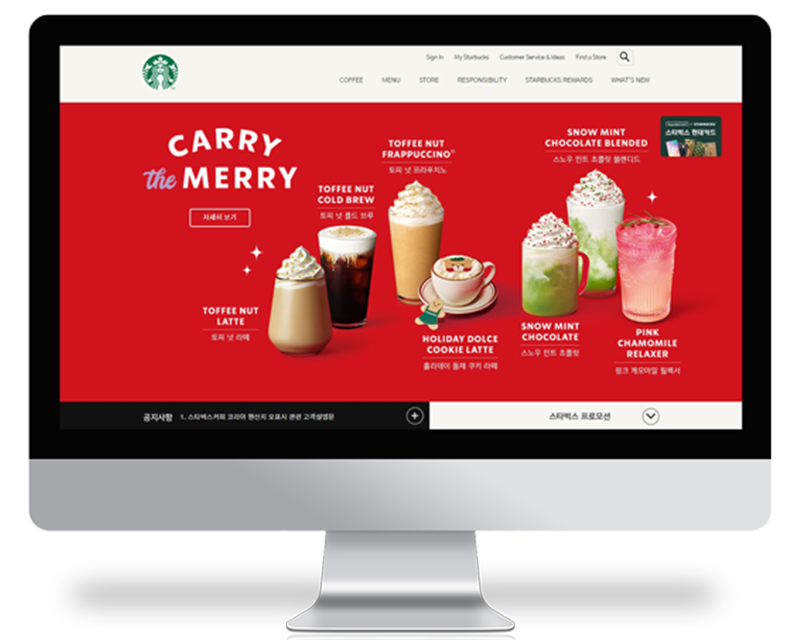 Sign In My Starbucks Customer Service & Ideas Find a Store
COFFEE MENU STORE RESPONSIBILITY STARBUCKS REWARDS WHAT'S NEW
CARRY
the MERRY
자세히 보기
TOFFEE NUT
LATTE
토피 넛 라떼
TOFFEE NUT
COLD BREW
토피 넛 콜드 브루
TOFFEE NUT
FRAPPUCCINO®
토피 넛 프라푸치노
HOLIDAY DOLCE
COOKIE LATTE
홀리데이 돌체 쿠키 라떼
SNOW MINT
CHOCOLATE
스노우 민트 초콜릿
SNOW MINT
CHOCOLATE BLENDED
스노우 민트 초콜릿 블렌디드
PINK
CHAMOMILE
RELAXER
핑크 캐모마일 릴렉서
스타벅스 현대카드
공지사항 1. 스타벅스커피 코리아 원산지 오표시 관련 고객설명문
스타벅스 프로모션